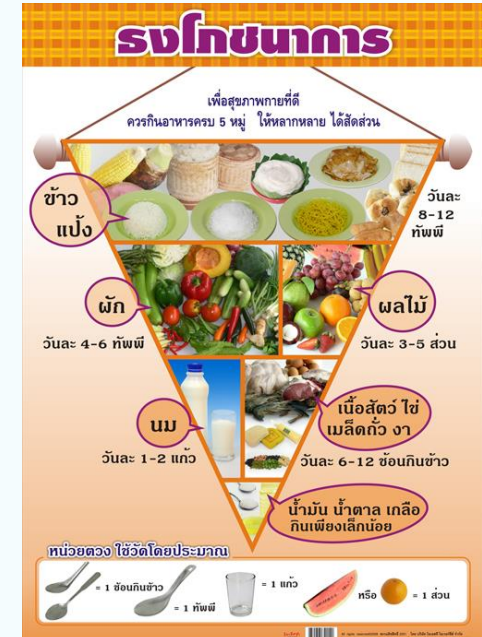 ธงโภชนาการ
เพื่อสุขภาพกายที่ดี
ควรกินอาหารครบ 5 หมู่ ให้หลากหลาย ได้สัดส่วน
ข้าว
แป้ง
วันละ
8-12
ทัพพี
ผัก
วันละ 4-6 ทัพพี
ผลไม้
วันละ 3-5 ส่วน
นม
วันละ 1-2 แก้ว
เนื้อสัตว์ ไข่
เมล็ดถั่ว งา
วันละ 6-12 ช้อนกินข้าว
น้ำมัน น้ำตาล เกลือ
กินเพียงเล็กน้อย
หน่วยตวง ใช้วัดโดยประมาณ
= 1 ช้อนกินข้าว
= 1 ทัพพี
= 1 แก้ว
หรือ
= 1 ส่วน